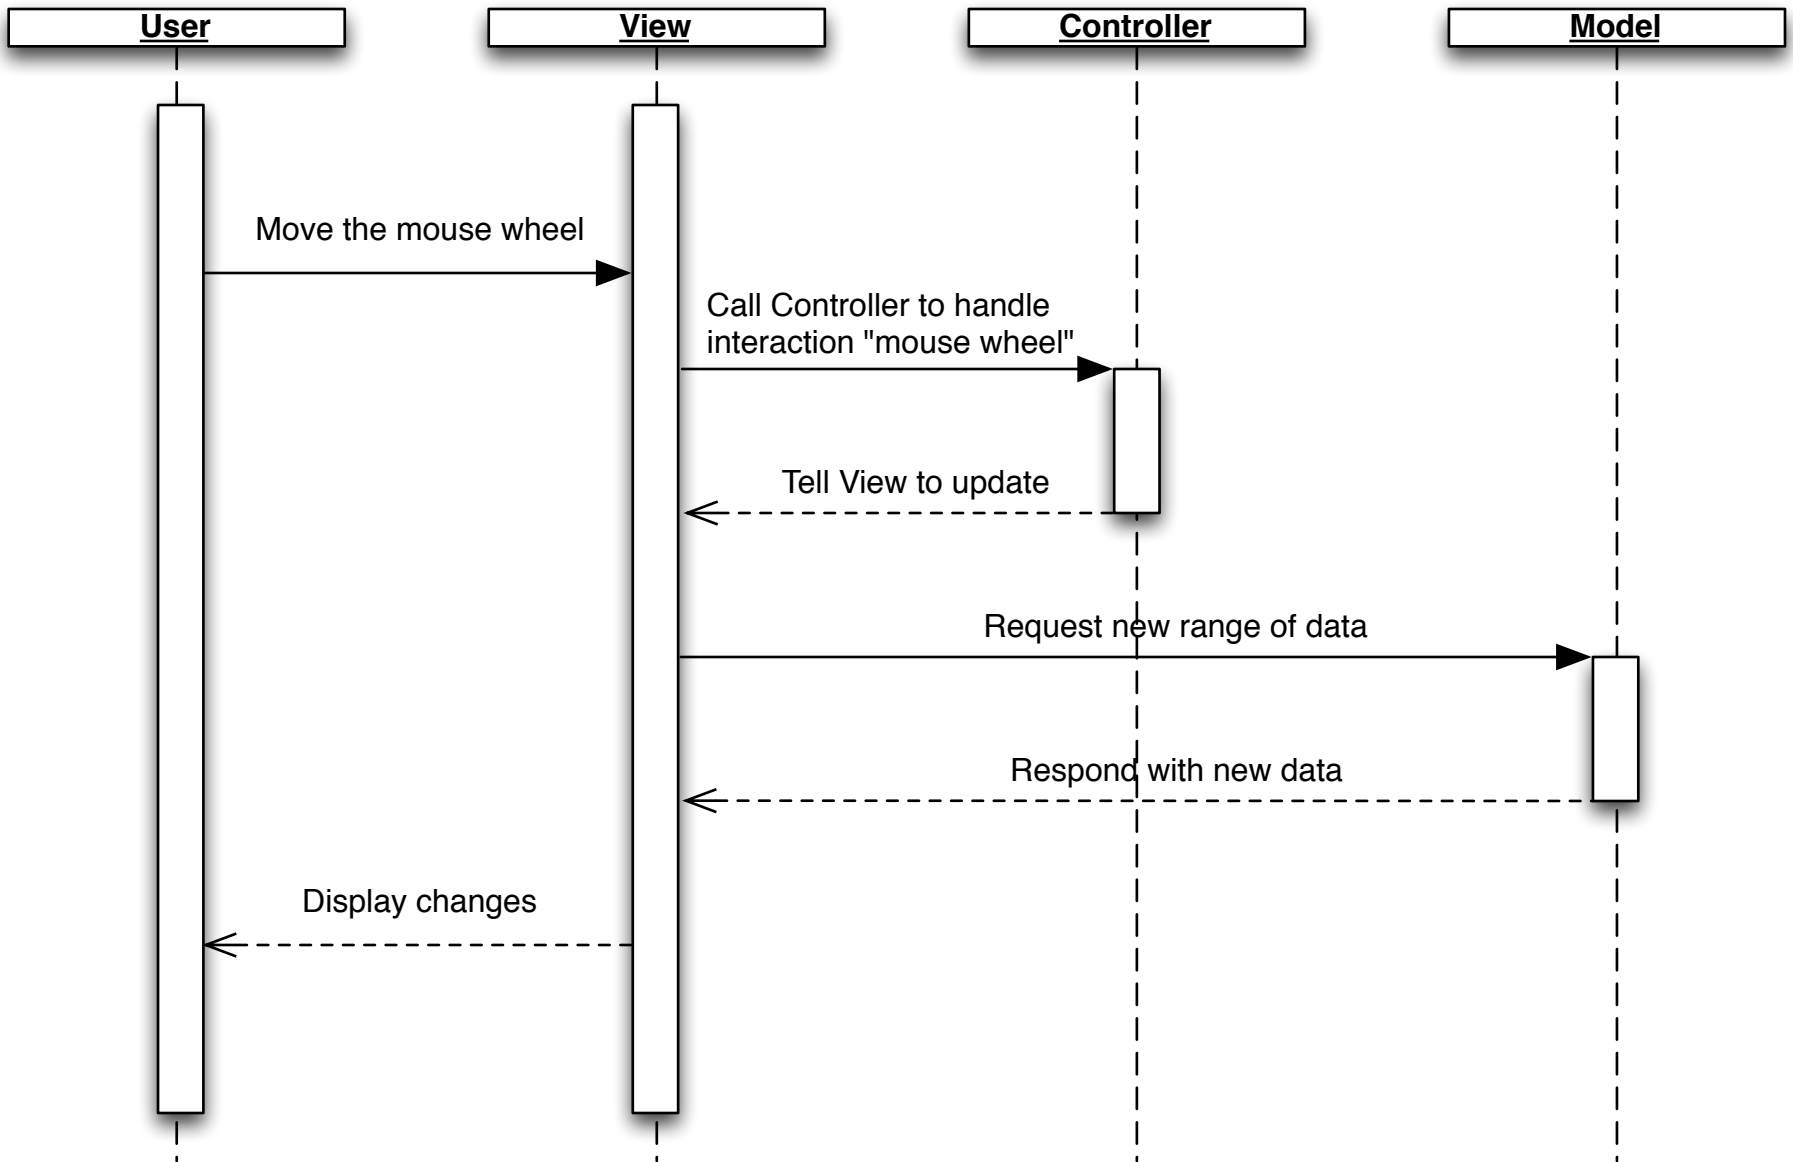 User
View
Controller
Model
Move the mouse wheel
Call Controller to handle
interaction "mouse wheel"
Tell View to update
Request new range of data
Respond with new data
Display changes